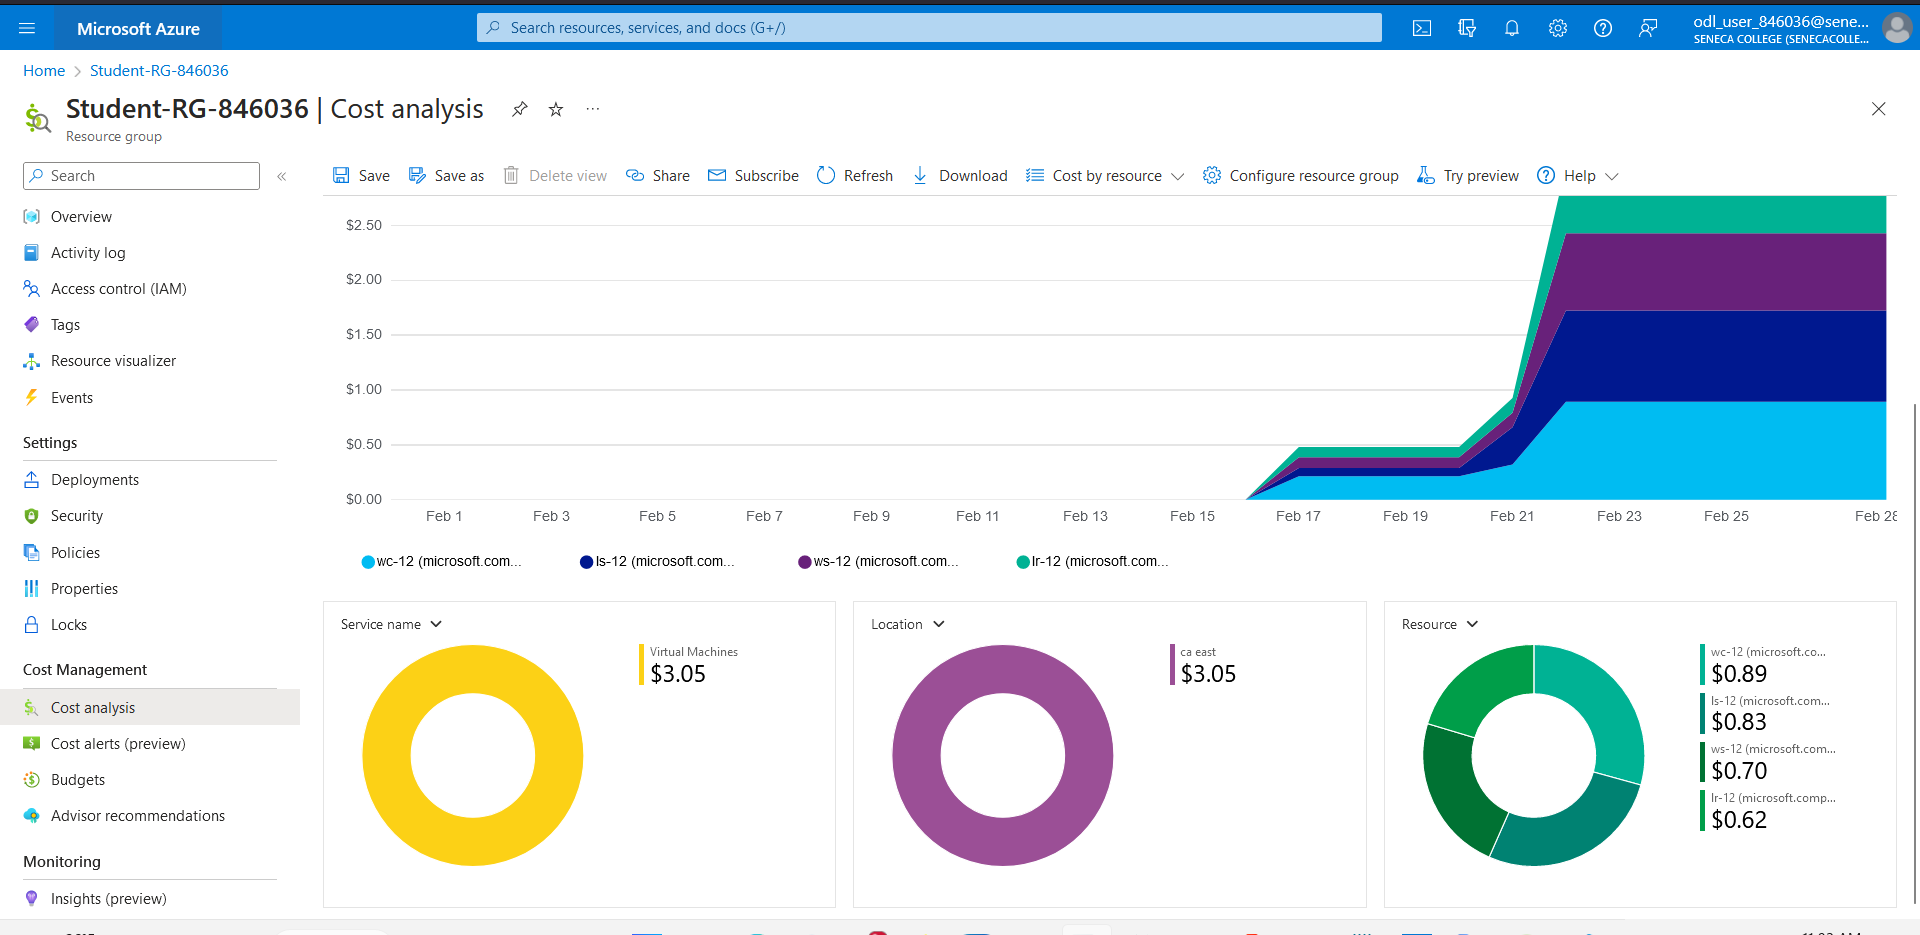 Microsoft Azure
Search resources, services, and docs (G+/)
odl_user_846036@sene...
SENECA COLLEGE (SENECACOLLE...
Home > Student-RG-846036
Student-RG-846036 | Cost analysis
Resource group
Search
Save
Save as
Delete view
Share
Subscribe
Refresh
Download
Cost by resource
Configure resource group
Try preview
Help
Overview
Activity log
Access control (IAM)
Tags
Resource visualizer
Events
Settings
Deployments
Security
Policies
Properties
Locks
Cost Management
Cost analysis
Cost alerts (preview)
Budgets
Advisor recommendations
Monitoring
Insights (preview)
$2.50
$2.00
$1.50
$1.00
$0.50
$0.00
Feb 1 Feb 3 Feb 5 Feb 7 Feb 9 Feb 11 Feb 13 Feb 15 Feb 17 Feb 19 Feb 21 Feb 23 Feb 25 Feb 28
wc-12 (microsoft.com...
ls-12 (microsoft.com...
ws-12 (microsoft.com...
lr-12 (microsoft.com...
Service name
Virtual Machines
$3.05
Location
ca east
$3.05
Resource
wc-12 (microsoft.co...
$0.89
ls-12 (microsoft.com...
$0.83
ws-12 (microsoft.com...
$0.70
lr-12 (microsoft.comp...
$0.62